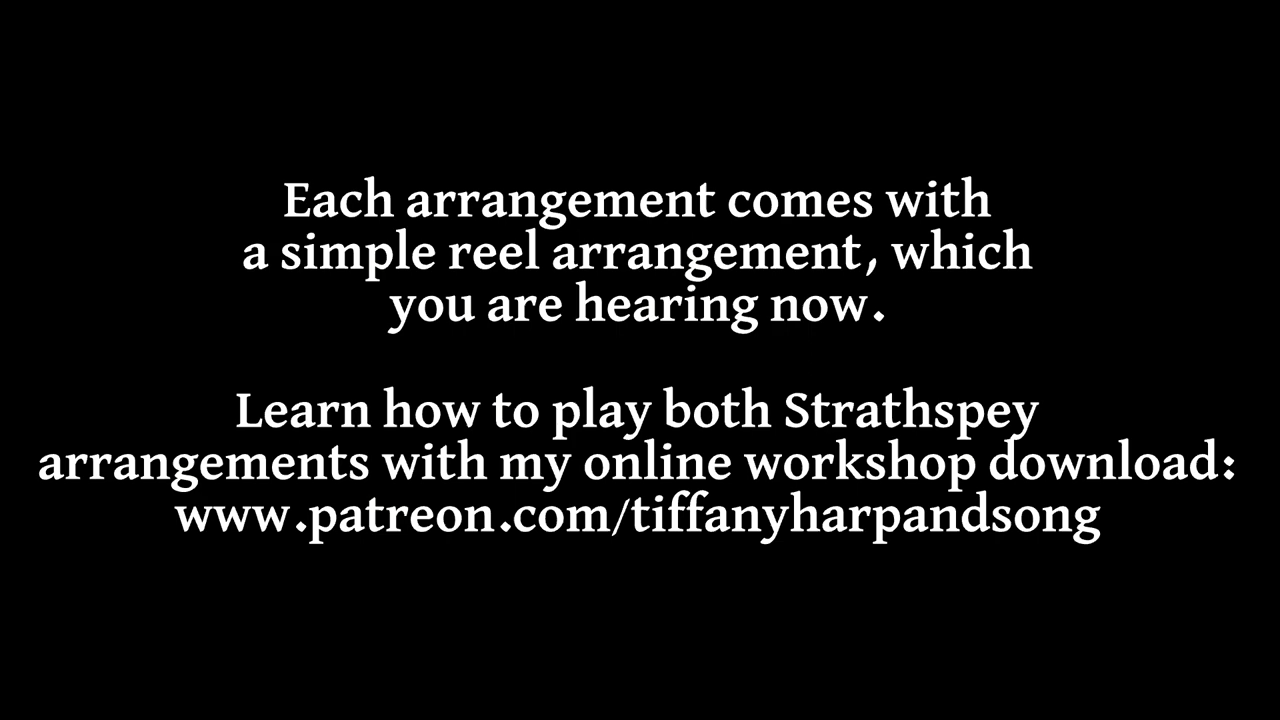 Each arrangement comes with
a simple reel arrangement, which
you are hearing now.
Learn how to play both Strathspey
arrangements with my online workshop download:
www.patreon.com/tiffanyharpandsong